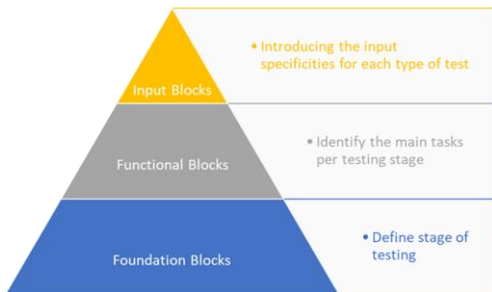 Input Blocks
• Introducing the input
specificities for each type of test
Functional Blocks
• Identify the main tasks
per testing stage
Foundation Blocks
• Define stage of
testing